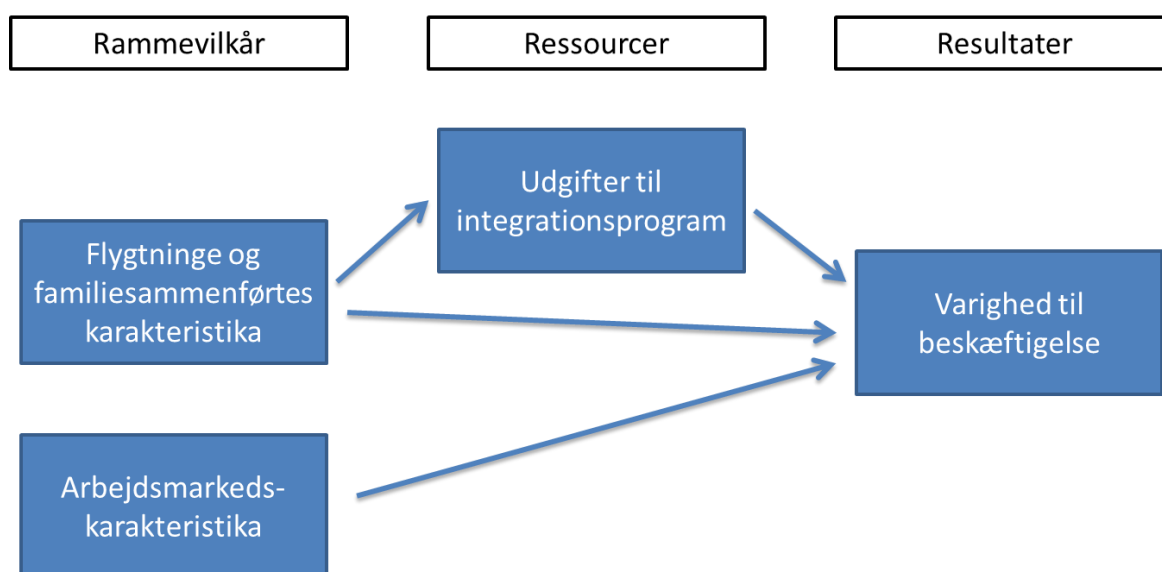 Rammevilkår
Ressourcer
Resultater
Udgifter til
integrationsprogram
Flygtninge og
familiesammenførtes
karakteristika
Varighed til
beskæftigelse
Arbejdsmarkeds-
karakteristika